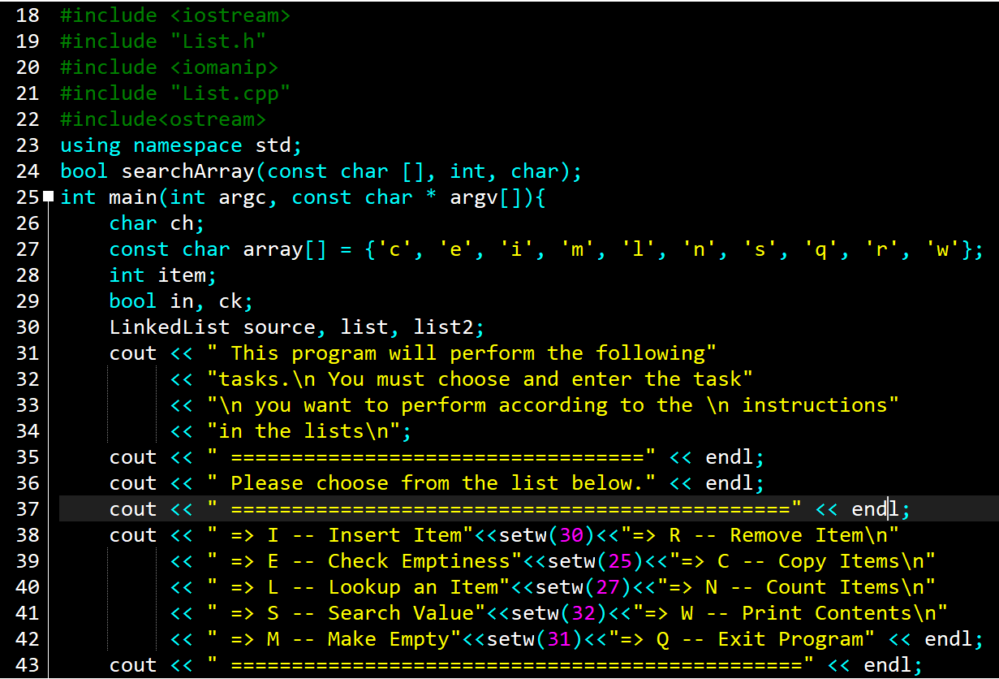 18 #include <iostream>
19 #include "List.h"
20 #include <iomanip>
21 #include "List.cpp"
22 #include<ostream>
23 using namespace std;
24 bool searchArray(const char [], int, char);
25 int main(int argc, const char * argv[]){
26     char ch;
27     const char array[] = {'c', 'e', 'i', 'm', 'l', 'n', 's', 'q', 'r', 'w'};
28     int item;
29     bool in, ck;
30     LinkedList source, list, list2;
31     cout << " This program will perform the following"
32          << "tasks.\n You must choose and enter the task"
33          << "\n you want to perform according to the \n instructions"
34          << "in the lists\n";
35     cout << " ==================================" << endl;
36     cout << " Please choose from the list below." << endl;
37     cout << " ==============================================" << endl;
38     cout << " => I -- Insert Item"<<setw(30)<<"=> R -- Remove Item\n"
39          << " => E -- Check Emptiness"<<setw(25)<<"=> C -- Copy Items\n"
40          << " => L -- Lookup an Item"<<setw(27)<<"=> N -- Count Items\n"
41          << " => S -- Search Value"<<setw(32)<<"=> W -- Print Contents\n"
42          << " => M -- Make Empty"<<setw(31)<<"=> Q -- Exit Program" << endl;
43     cout << " ===============================================" << endl;